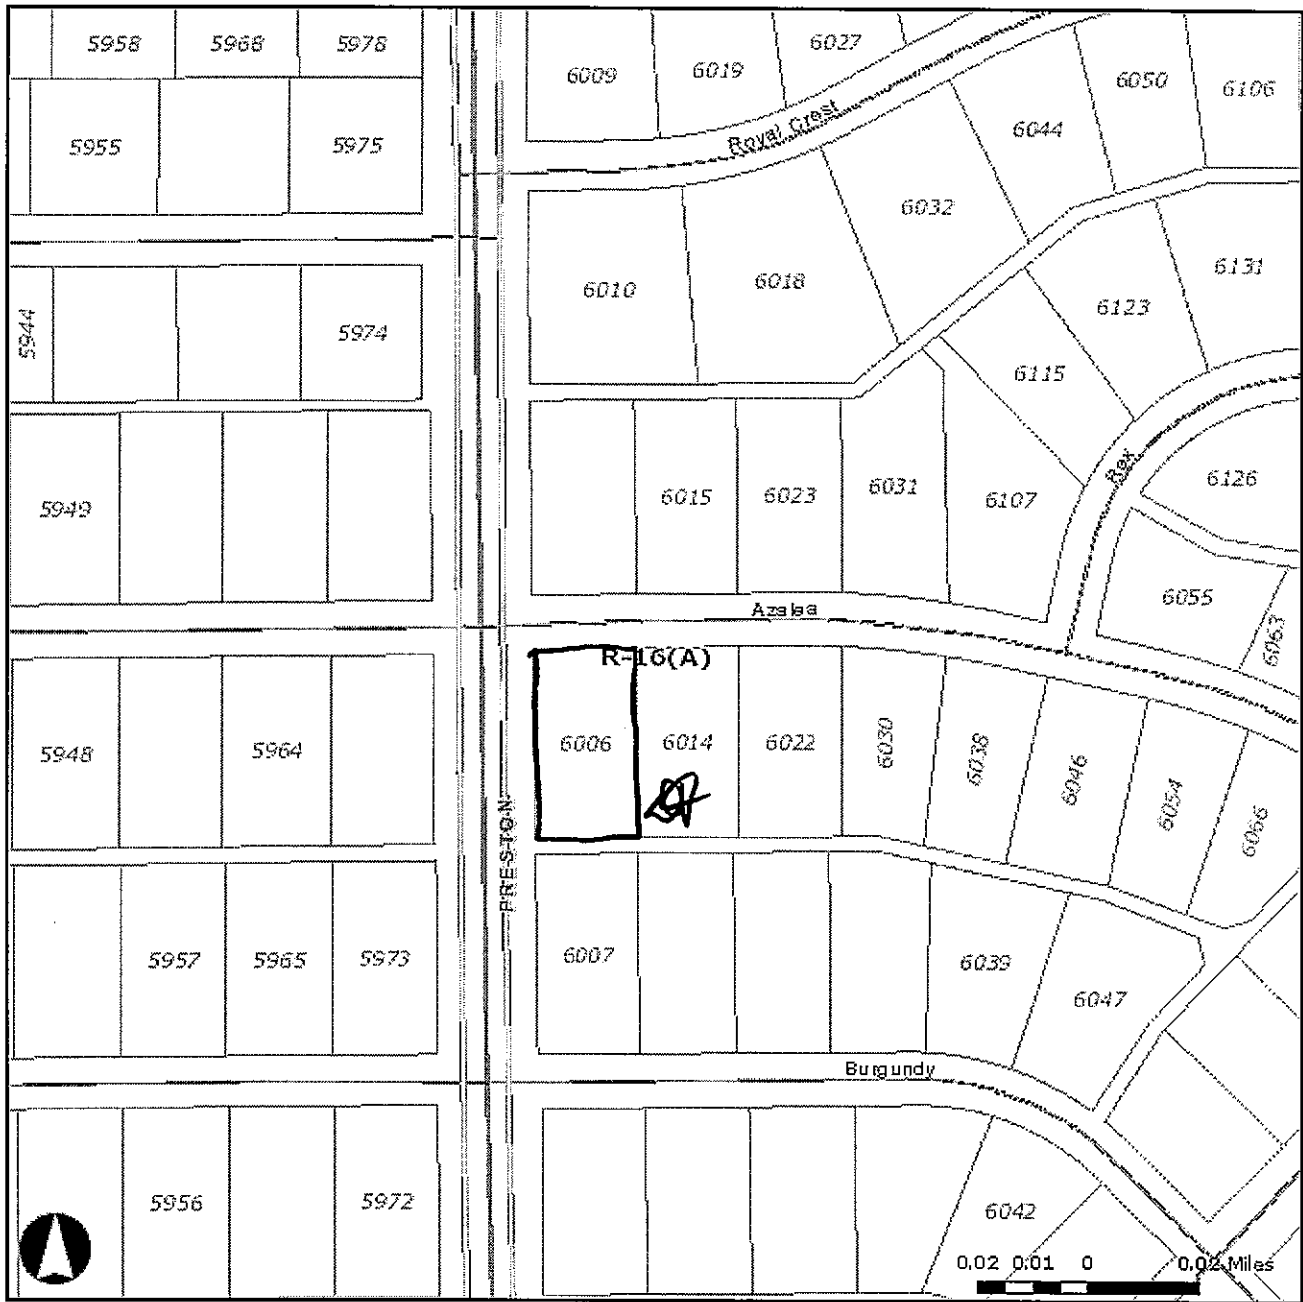 5958 5968 5978 6009 6019 6027 6050 6106
5955 5975 Royal Crest 6044
6032
5944 5974 6010 6018 6123 6131
6115
5949 6015 6023 6031 6107 Rex 6126
Azalea 6055 6063
R-16(A)
5948 5964 6006 6014 6022 6030 6038 6046 6054 6066
PRESTON
5957 5965 5973 6007 6039 6047
Burgundy
5956 5972 6042
0.02 0.01 0 0.02 Miles